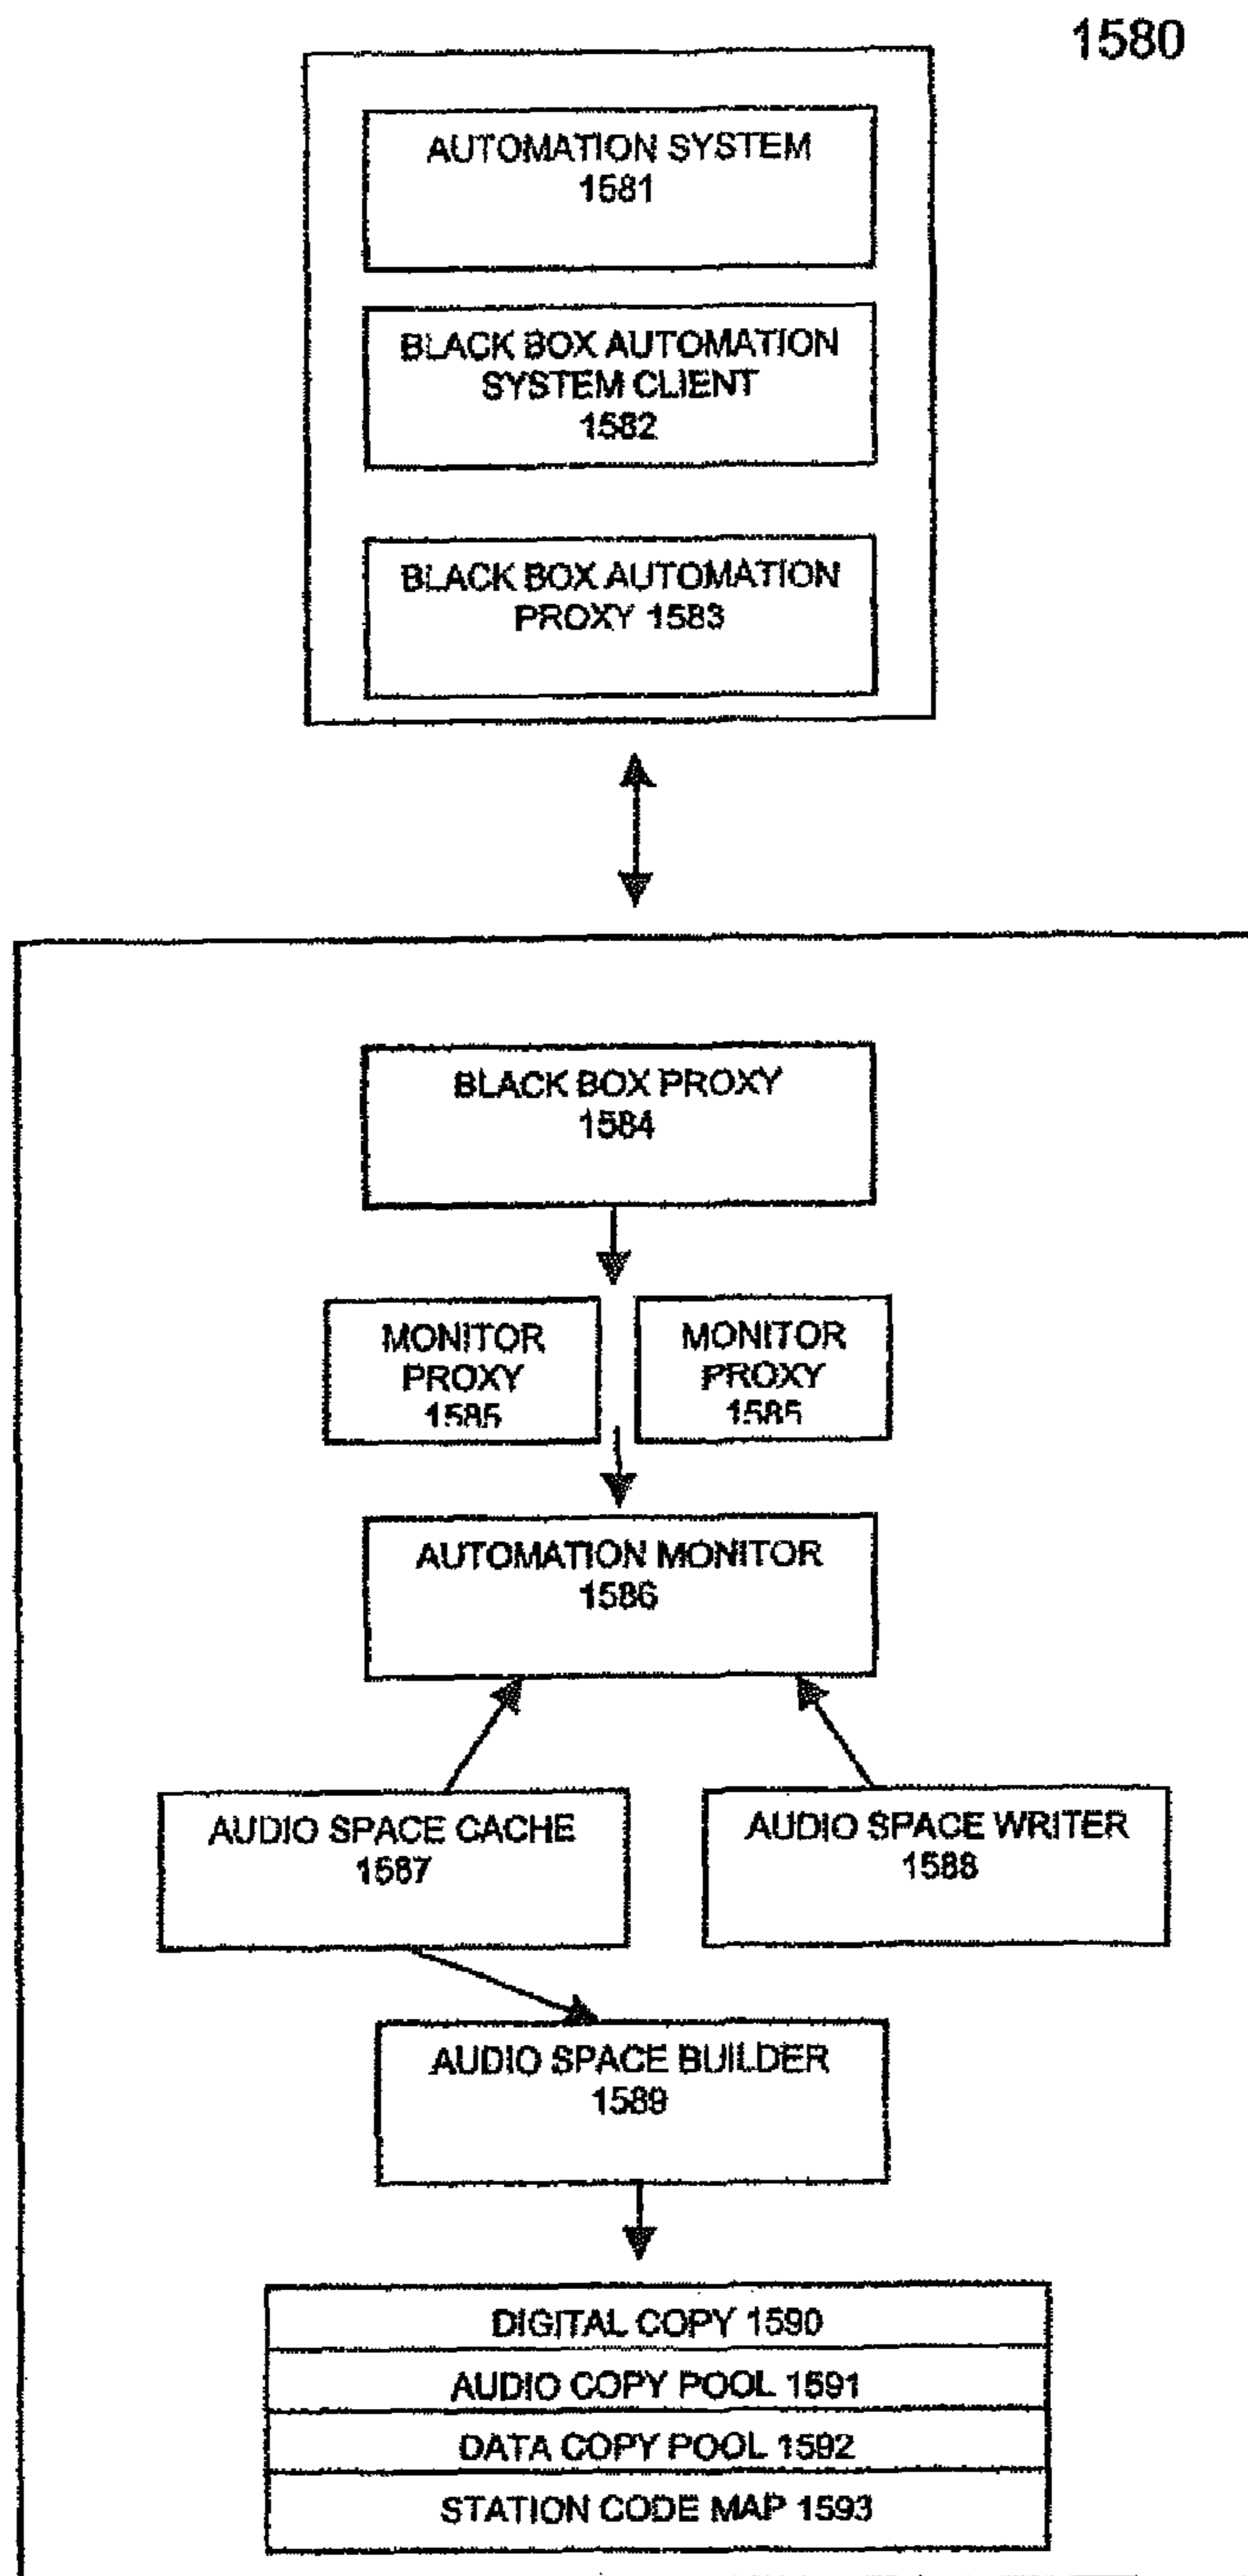 1580
AUTOMATION SYSTEM
1581
BLACK BOX AUTOMATION
SYSTEM CLIENT
1582
BLACK BOX AUTOMATION
PROXY 1583
BLACK BOX PROXY
1584
MONITOR
PROXY
1585
MONITOR
PROXY
1585
AUTOMATION MONITOR
1586
AUDIO SPACE CACHE
1587
AUDIO SPACE WRITER
1588
AUDIO SPACE BUILDER
1589
DIGITAL COPY 1590
AUDIO COPY POOL 1591
DATA COPY POOL 1592
STATION CODE MAP 1593